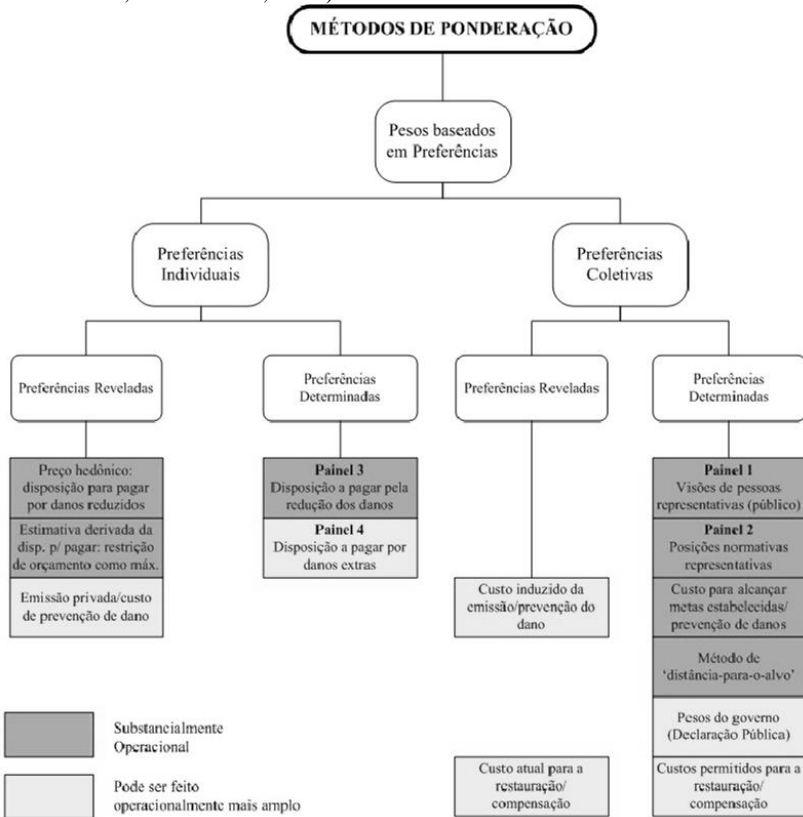 MÉTODOS DE PONDERAÇÃO
Pesos baseados
em Preferências
Preferências
Individuais
Preferências
Coletivas
Preferências Reveladas
Preferências
Determinadas
Preferências Reveladas
Preferências
Determinadas
Preço hedônico:
disposição para pagar
por danos reduzidos
Estimativa derivada da
disp. p/ pagar: restrição
de orçamento como máx.
Emissão privada/custo
de prevenção de dano
Painel 3
Disposição a pagar pela
redução dos danos
Painel 4
Disposição a pagar por
danos extras
Custo induzido da
emissão/prevenção do
dano
Custo atual para a
restauração/
compensação
Painel 1
Visões de pessoas
representativas (público)
Painel 2
Posições normativas
representativas
Custo para alcançar
metas estabelecidas/
prevenção de danos
Método de
‘distância-para-o-alvo’
Pesos do governo
(Declaração Pública)
Custos permitidos para a
restauração/
compensação
Substancialmente
Operacional
Pode ser feito
operacionalmente mais amplo